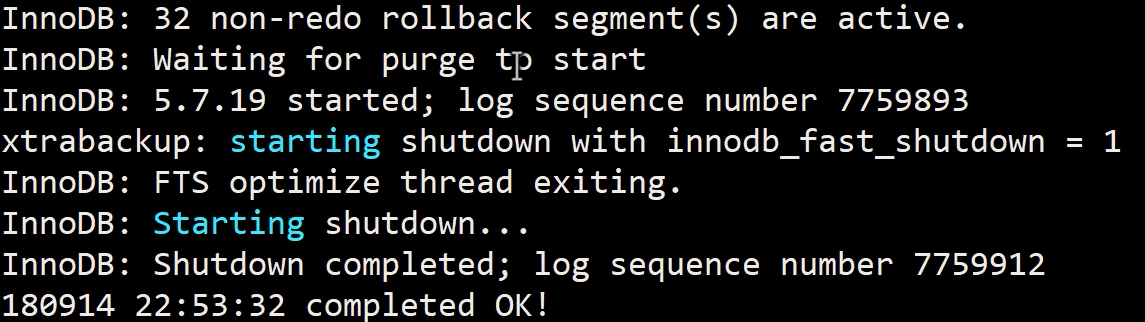 InnoDB: 32 non-redo rollback segment(s) are active.
InnoDB: Waiting for purge to start
InnoDB: 5.7.19 started; log sequence number 7759893
xtrabackup: starting shutdown with innodb_fast_shutdown = 1
InnoDB: FTS optimize thread exiting.
InnoDB: Starting shutdown...
InnoDB: Shutdown completed; log sequence number 7759912
180914 22:53:32 completed OK!